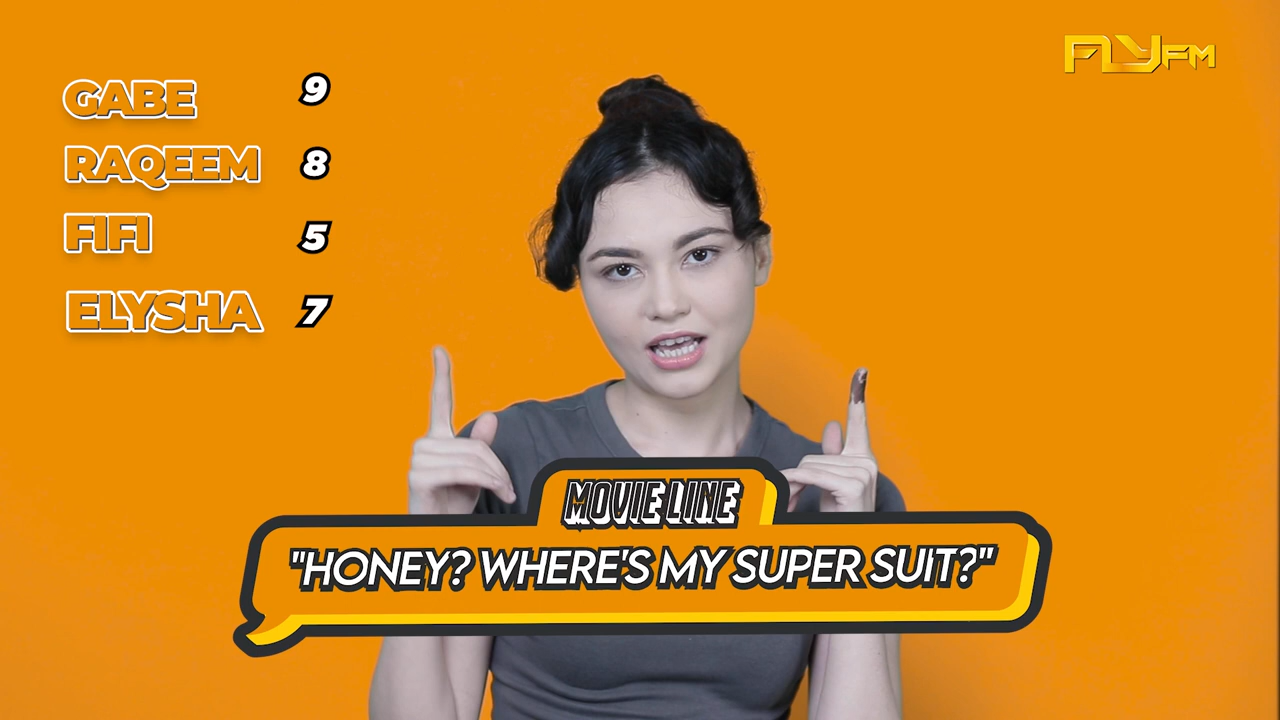 FLYFM
GABE 9
RAQEEM 8
FIFI 5
ELYSHA 7
MOVIE LINE
"HONEY? WHERE'S MY SUPER SUIT?"